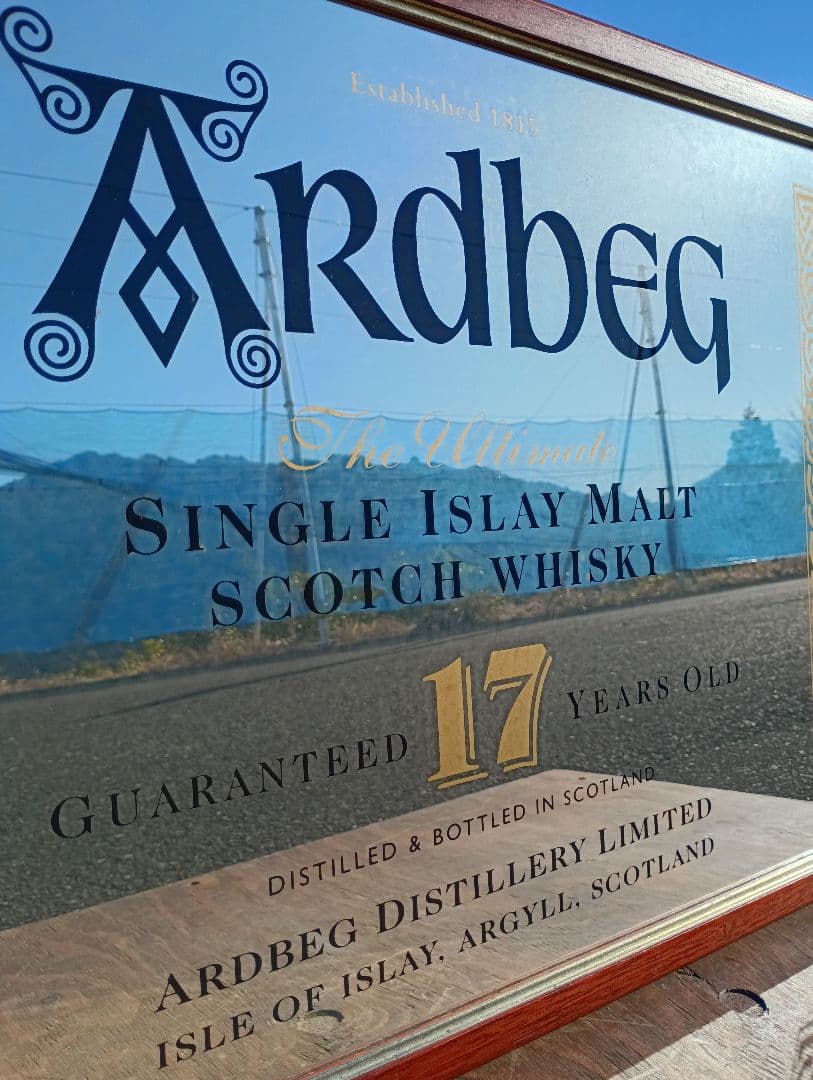 Established 1815
ARDBEG
The Ultimate
SINGLE ISLAY MALT
SCOTCH WHISKY
GUARANTEED 17 YEARS OLD
DISTILLED & BOTTLED IN SCOTLAND
ARDBEG DISTILLERY LIMITED
ISLE OF ISLAY, ARGYLL, SCOTLAND